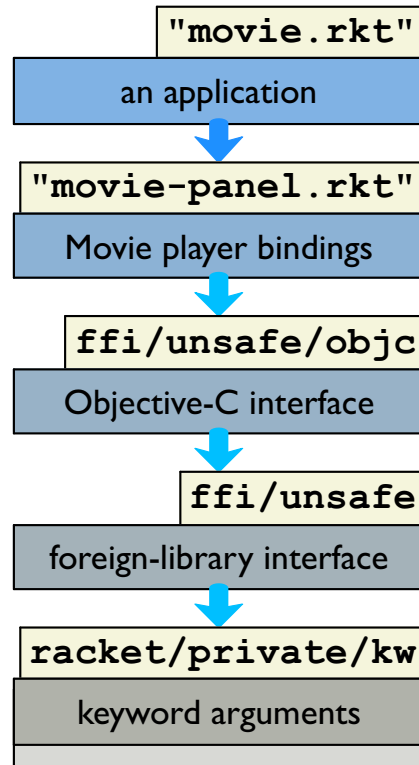 "movie.rkt"
an application
"movie-panel.rkt"
Movie player bindings
ffi/unsafe/objc
Objective-C interface
ffi/unsafe
foreign-library interface
racket/private/kw
keyword arguments